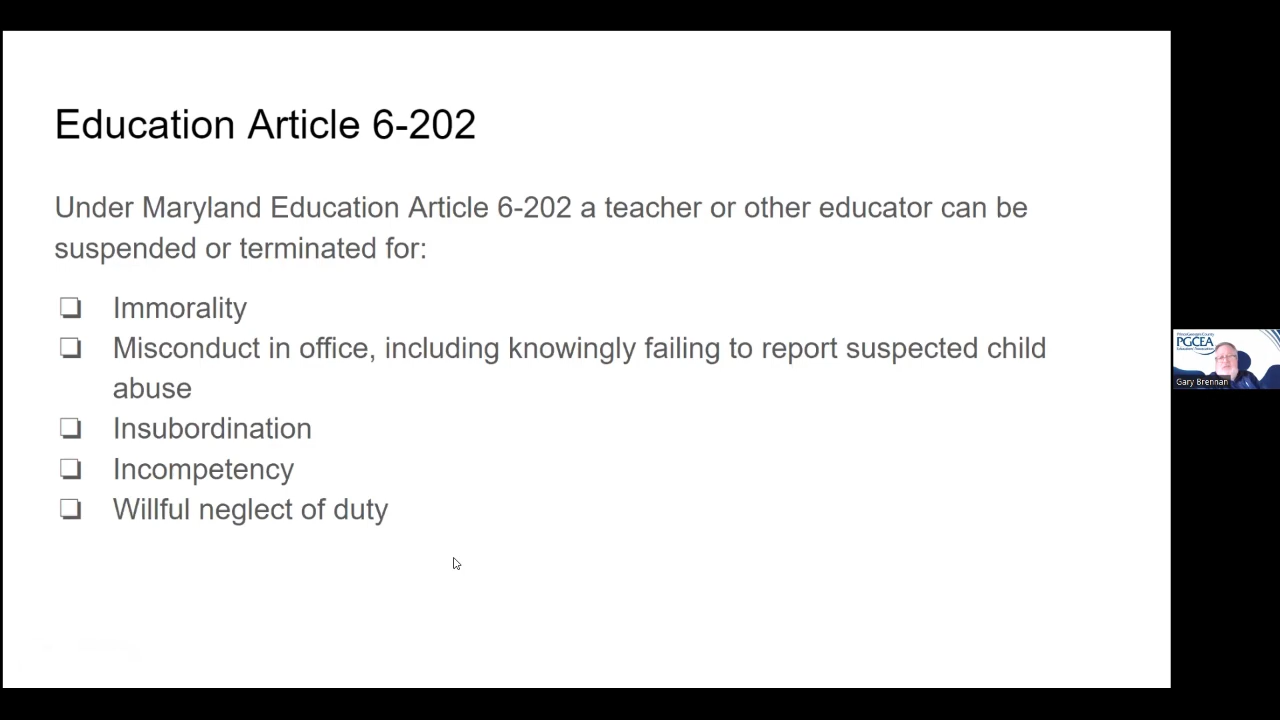 Education Article 6-202
Under Maryland Education Article 6-202 a teacher or other educator can be
suspended or terminated for:
❏ Immorality
❏ Misconduct in office, including knowingly failing to report suspected child
abuse
❏ Insubordination
❏ Incompetency
❏ Willful neglect of duty
PGCEA
Gary Brennan